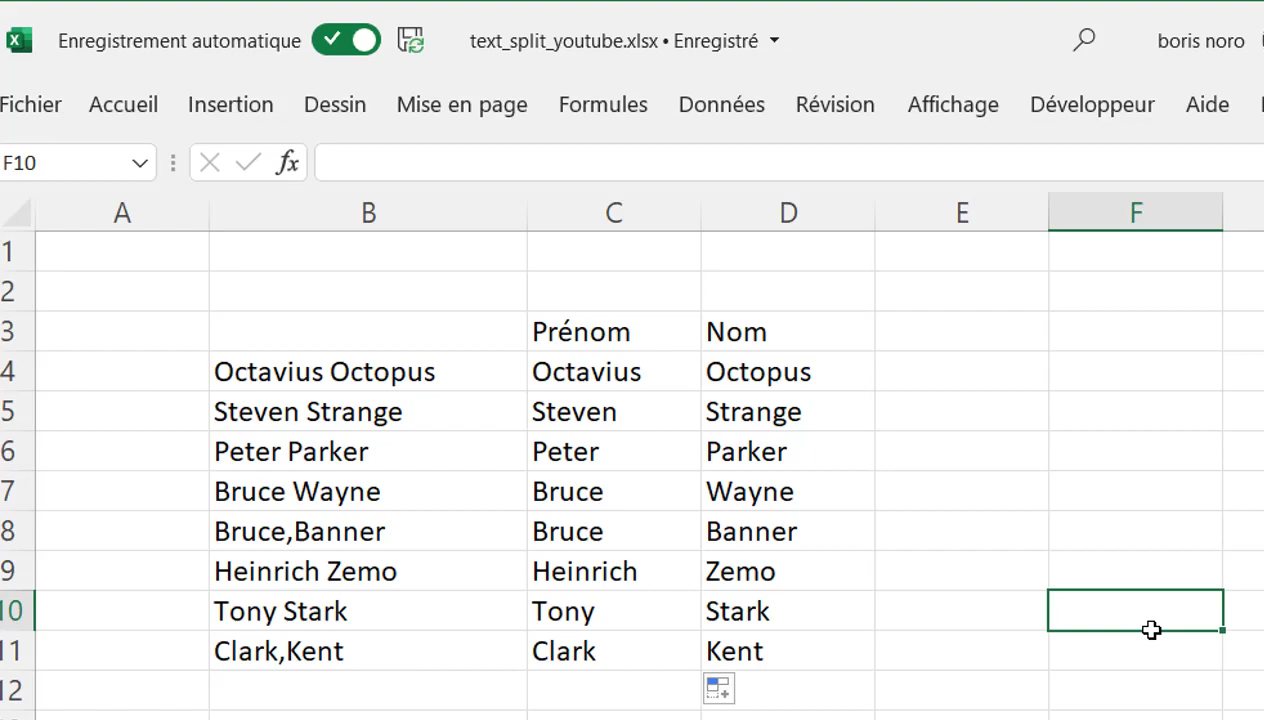 Enregistrement automatique text_split_youtube.xlsx • Enregistré boris noro
Fichier Accueil Insertion Dessin Mise en page Formules Données Révision Affichage Développeur Aide
F10 fx
A B C D E F
1
2
3 Prénom Nom
4 Octavius Octopus Octavius Octopus
5 Steven Strange Steven Strange
6 Peter Parker Peter Parker
7 Bruce Wayne Bruce Wayne
8 Bruce,Banner Bruce Banner
9 Heinrich Zemo Heinrich Zemo
10 Tony Stark Tony Stark
11 Clark,Kent Clark Kent
12